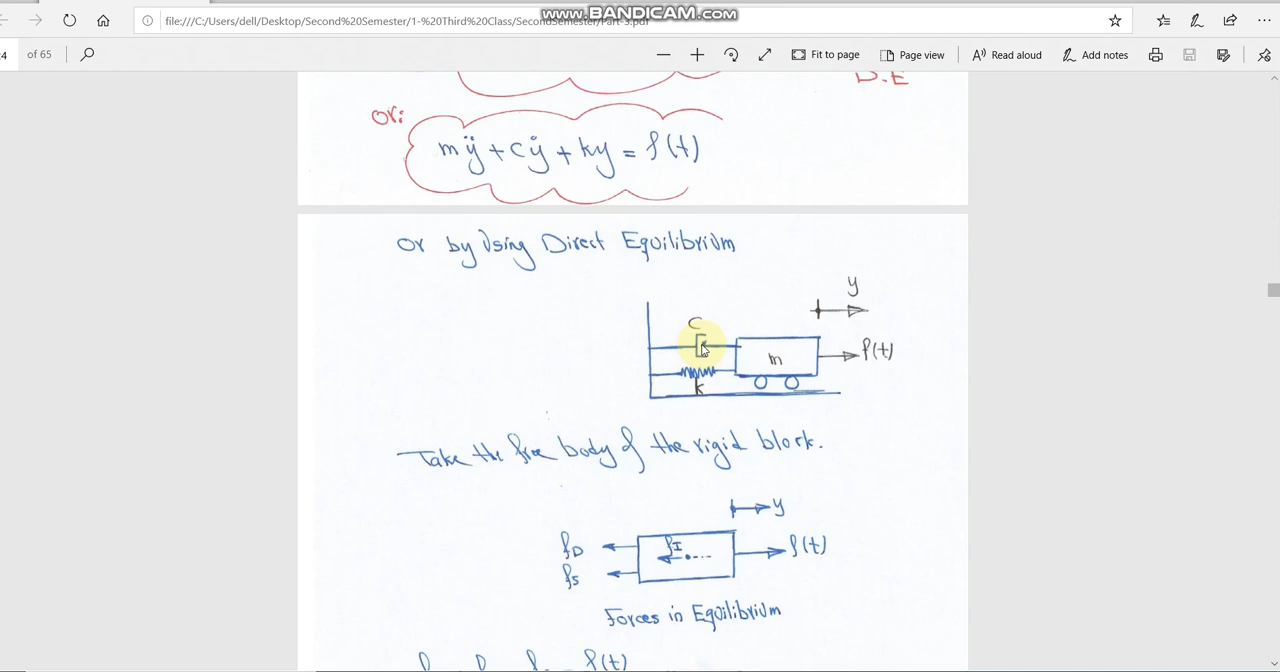 www.BANDICAM.com
file:///C:/Users/dell/Desktop/Second%20Semester/1-%20Third%20Class/SecondSemester/Part-3.pdf
4 of 65
Fit to page
Page view
Read aloud
Add notes
D.E
Or:
mÿ + cẏ + ky = f(t)
Or by Using Direct Equilibrium
y
C
m
f(t)
k
Take the free body of the rigid block.
y
fD
fI
f(t)
fS
Forces in Equilibrium
f(t)